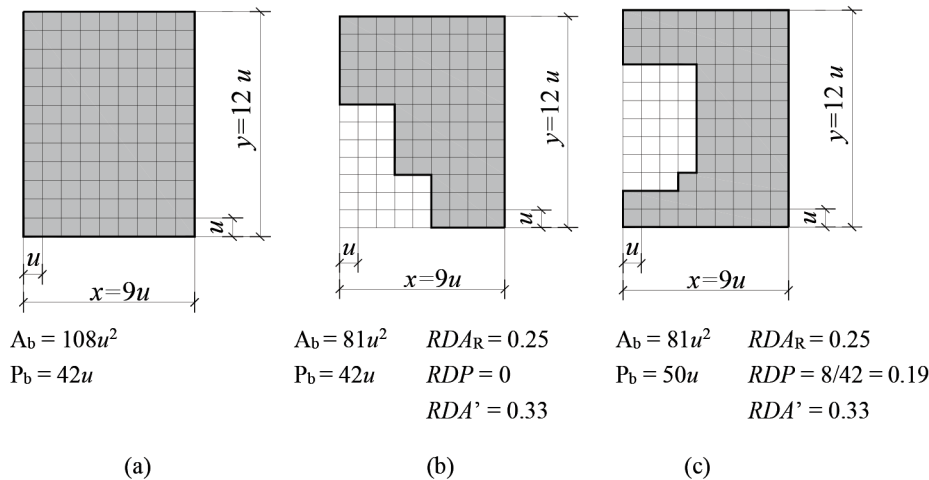 y=12 u
u
u
x=9u
y=12 u
u
u
x=9u
y=12 u
u
u
x=9u
A_b = 108u²
P_b = 42u
A_b = 81u² RDA_R = 0.25
P_b = 42u RDP = 0
RDA’ = 0.33
A_b = 81u² RDA_R = 0.25
P_b = 50u RDP = 8/42 = 0.19
RDA’ = 0.33
(a)
(b)
(c)